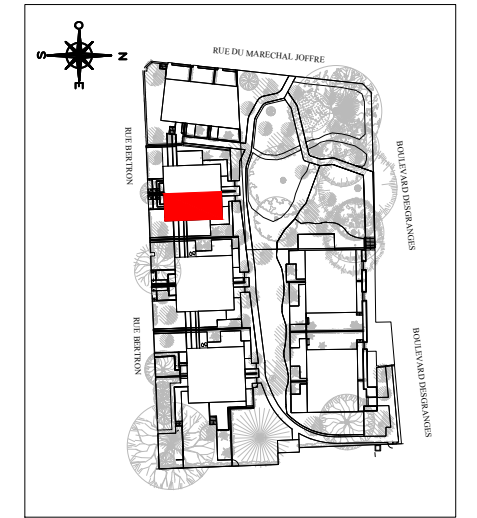 O
S N
E
RUE DU MARECHAL JOFFRE
RUE BERTRON
BOULEVARD DESGRANGES
RUE BERTRON
BOULEVARD DESGRANGES